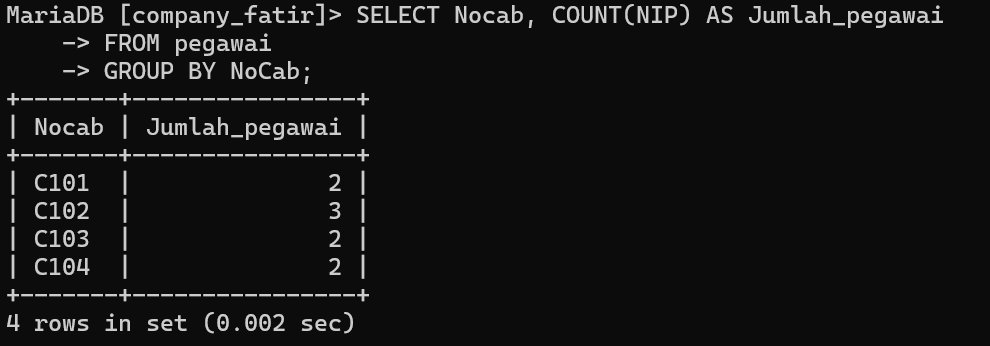 MariaDB [company_fatir]> SELECT Nocab, COUNT(NIP) AS Jumlah_pegawai
    -> FROM pegawai
    -> GROUP BY NoCab;
+-------+----------------+
| Nocab | Jumlah_pegawai |
+-------+----------------+
| C101  |              2 |
| C102  |              3 |
| C103  |              2 |
| C104  |              2 |
+-------+----------------+
4 rows in set (0.002 sec)